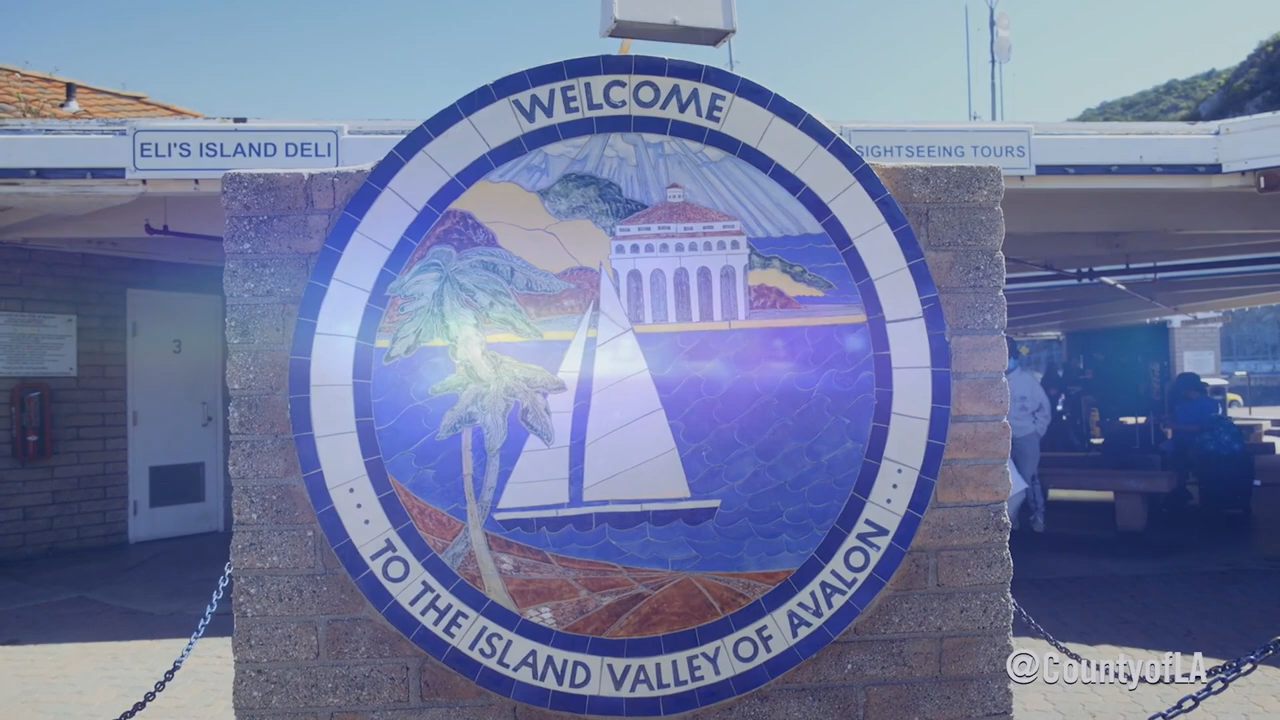 WELCOME
ELI'S ISLAND DELI
SIGHTSEEING TOURS
3
TO THE ISLAND VALLEY OF AVALON
@CountyofLA